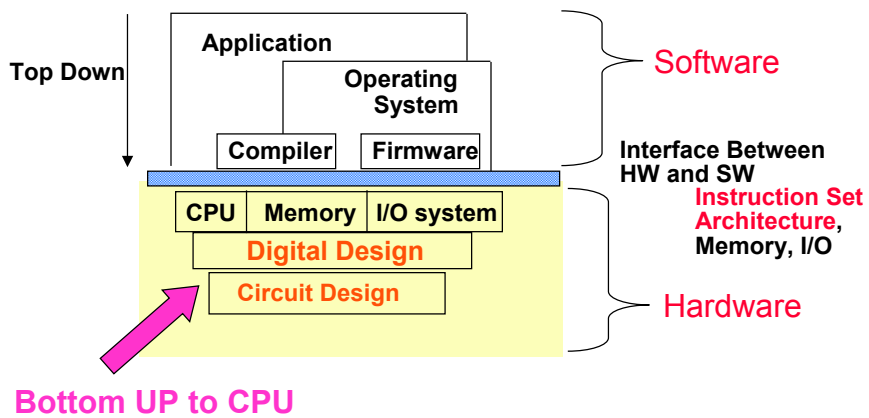 Top Down
Application
Operating
System
Compiler
Firmware
Software
Interface Between
HW and SW
Instruction Set
Architecture,
Memory, I/O
CPU
Memory
I/O system
Digital Design
Circuit Design
Hardware
Bottom UP to CPU